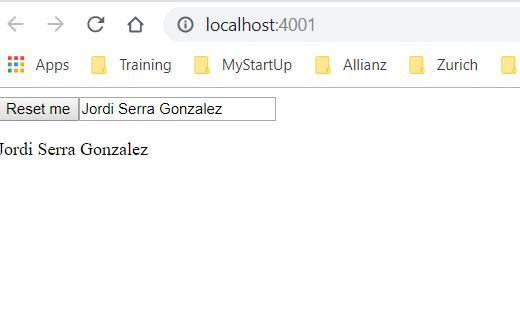 localhost:4001
Apps Training MyStartUp Allianz Zurich
Reset me Jordi Serra Gonzalez
Jordi Serra Gonzalez